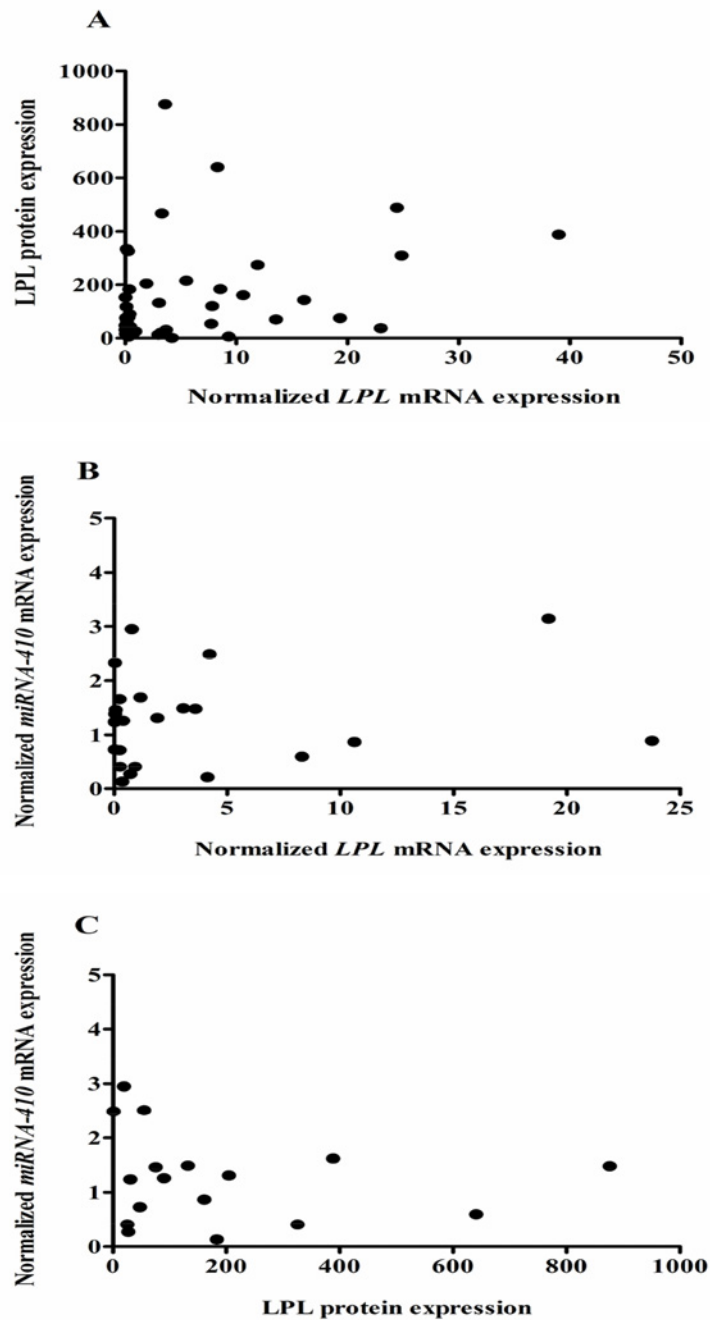 A
LPL protein expression
1000
800
600
400
200
0
0 10 20 30 40 50
Normalized LPL mRNA expression
B
Normalized miRNA-410 mRNA expression
5
4
3
2
1
0
0 5 10 15 20 25
Normalized LPL mRNA expression
C
Normalized miRNA-410 mRNA expression
5
4
3
2
1
0
0 200 400 600 800 1000
LPL protein expression